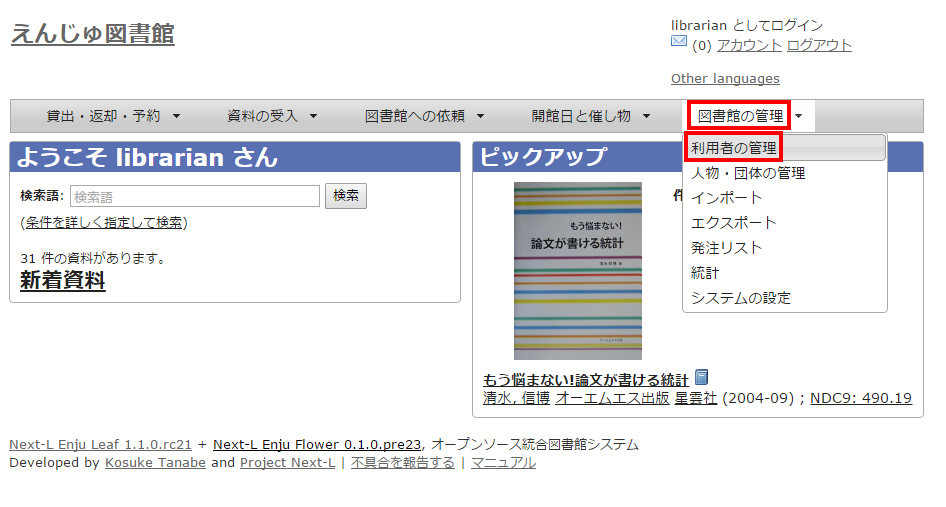 えんじゅ図書館
librarian としてログイン
(0) アカウント ログアウト
Other languages
貸出・返却・予約 資料の受入 図書館への依頼 開館日と催し物 図書館の管理
利用者の管理
人物・団体の管理
インポート
エクスポート
発注リスト
統計
システムの設定
ようこそ librarian さん
検索語: 検索語 検索
(条件を詳しく指定して検索)
31 件の資料があります。
新着資料
ピックアップ
もう悩まない!
論文が書ける統計
もう悩まない!論文が書ける統計
清水, 信博 オーエムエス出版 星雲社 (2004-09) ; NDC9: 490.19
Next-L Enju Leaf 1.1.0.rc21 + Next-L Enju Flower 0.1.0.pre23, オープンソース統合図書館システム
Developed by Kosuke Tanabe and Project Next-L | 不具合を報告する | マニュアル